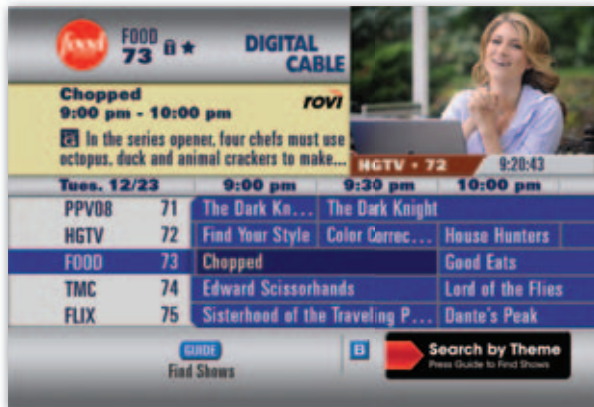 food
FOOD
73
DIGITAL
CABLE
Chopped
9:00 pm - 10:00 pm
rovi
In the series opener, four chefs must use
octopus, duck and animal crackers to make...
HGTV • 72 9:20:43
Tues. 12/23 9:00 pm 9:30 pm 10:00 pm
PPV08 71 The Dark Kn... The Dark Knight
HGTV 72 Find Your Style Color Correc... House Hunters
FOOD 73 Chopped Good Eats
TMC 74 Edward Scissorhands Lord of the Flies
FLIX 75 Sisterhood of the Traveling P... Dante's Peak
GUIDE
Find Shows
B
Search by Theme
Press Guide to Find Shows